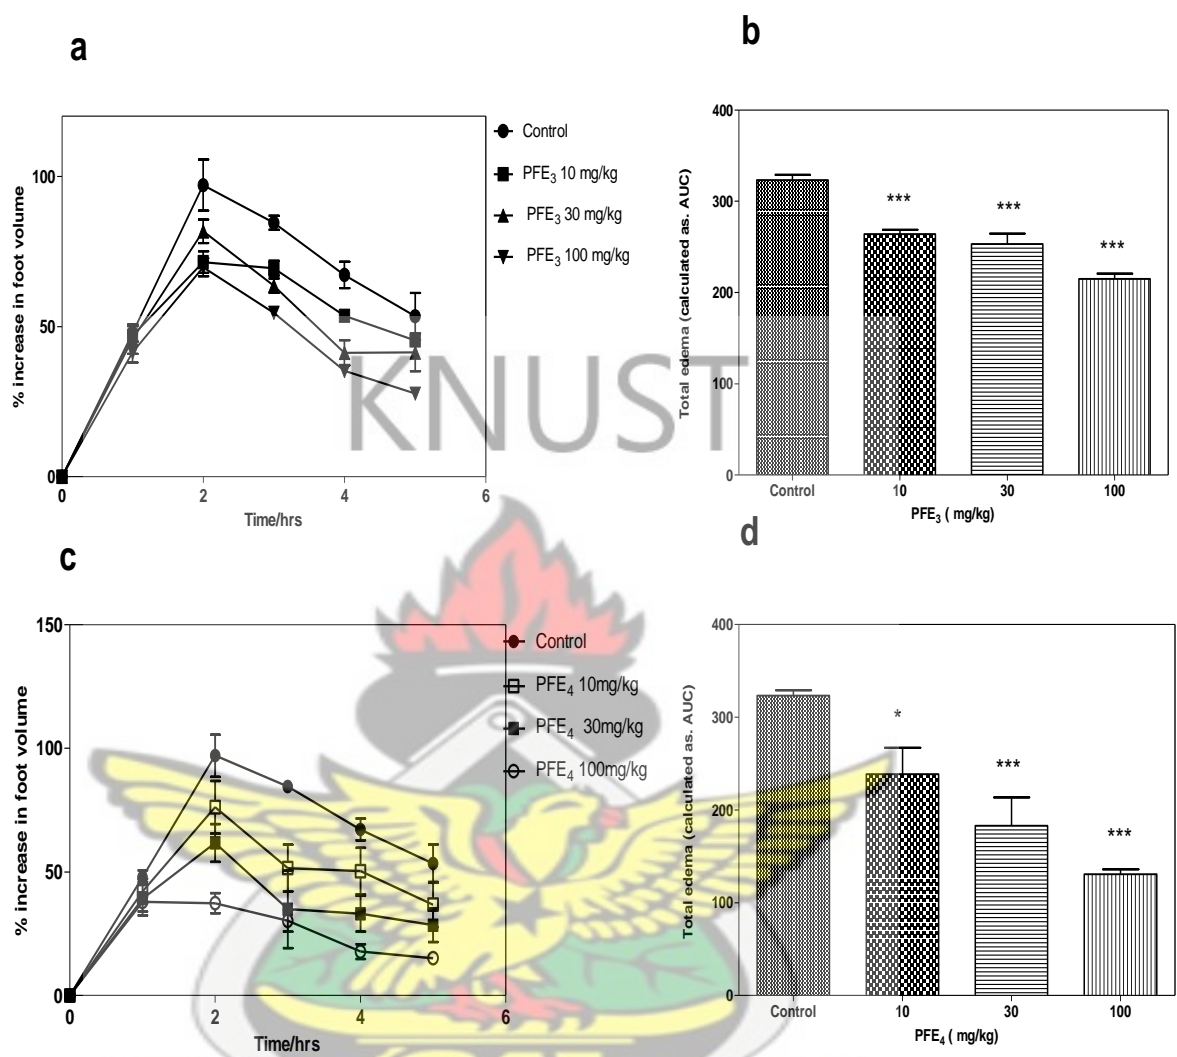 a
% increase in foot volume
100
50
0
0
2
4
6
Time/hrs
Control
PFE₃ 10 mg/kg
PFE₃ 30 mg/kg
PFE₃ 100 mg/kg
b
Total edema (calculated as. AUC)
400
300
200
100
0
***
***
***
Control
10
30
100
PFE₃ ( mg/kg)
KNUST
c
% increase in foot volume
150
100
50
0
0
2
4
6
Time/hrs
Control
PFE₄ 10mg/kg
PFE₄ 30mg/kg
PFE₄ 100mg/kg
d
Total edema (calculated as. AUC)
400
300
200
100
0
*
***
***
Control
10
30
100
PFE₄ ( mg/kg)